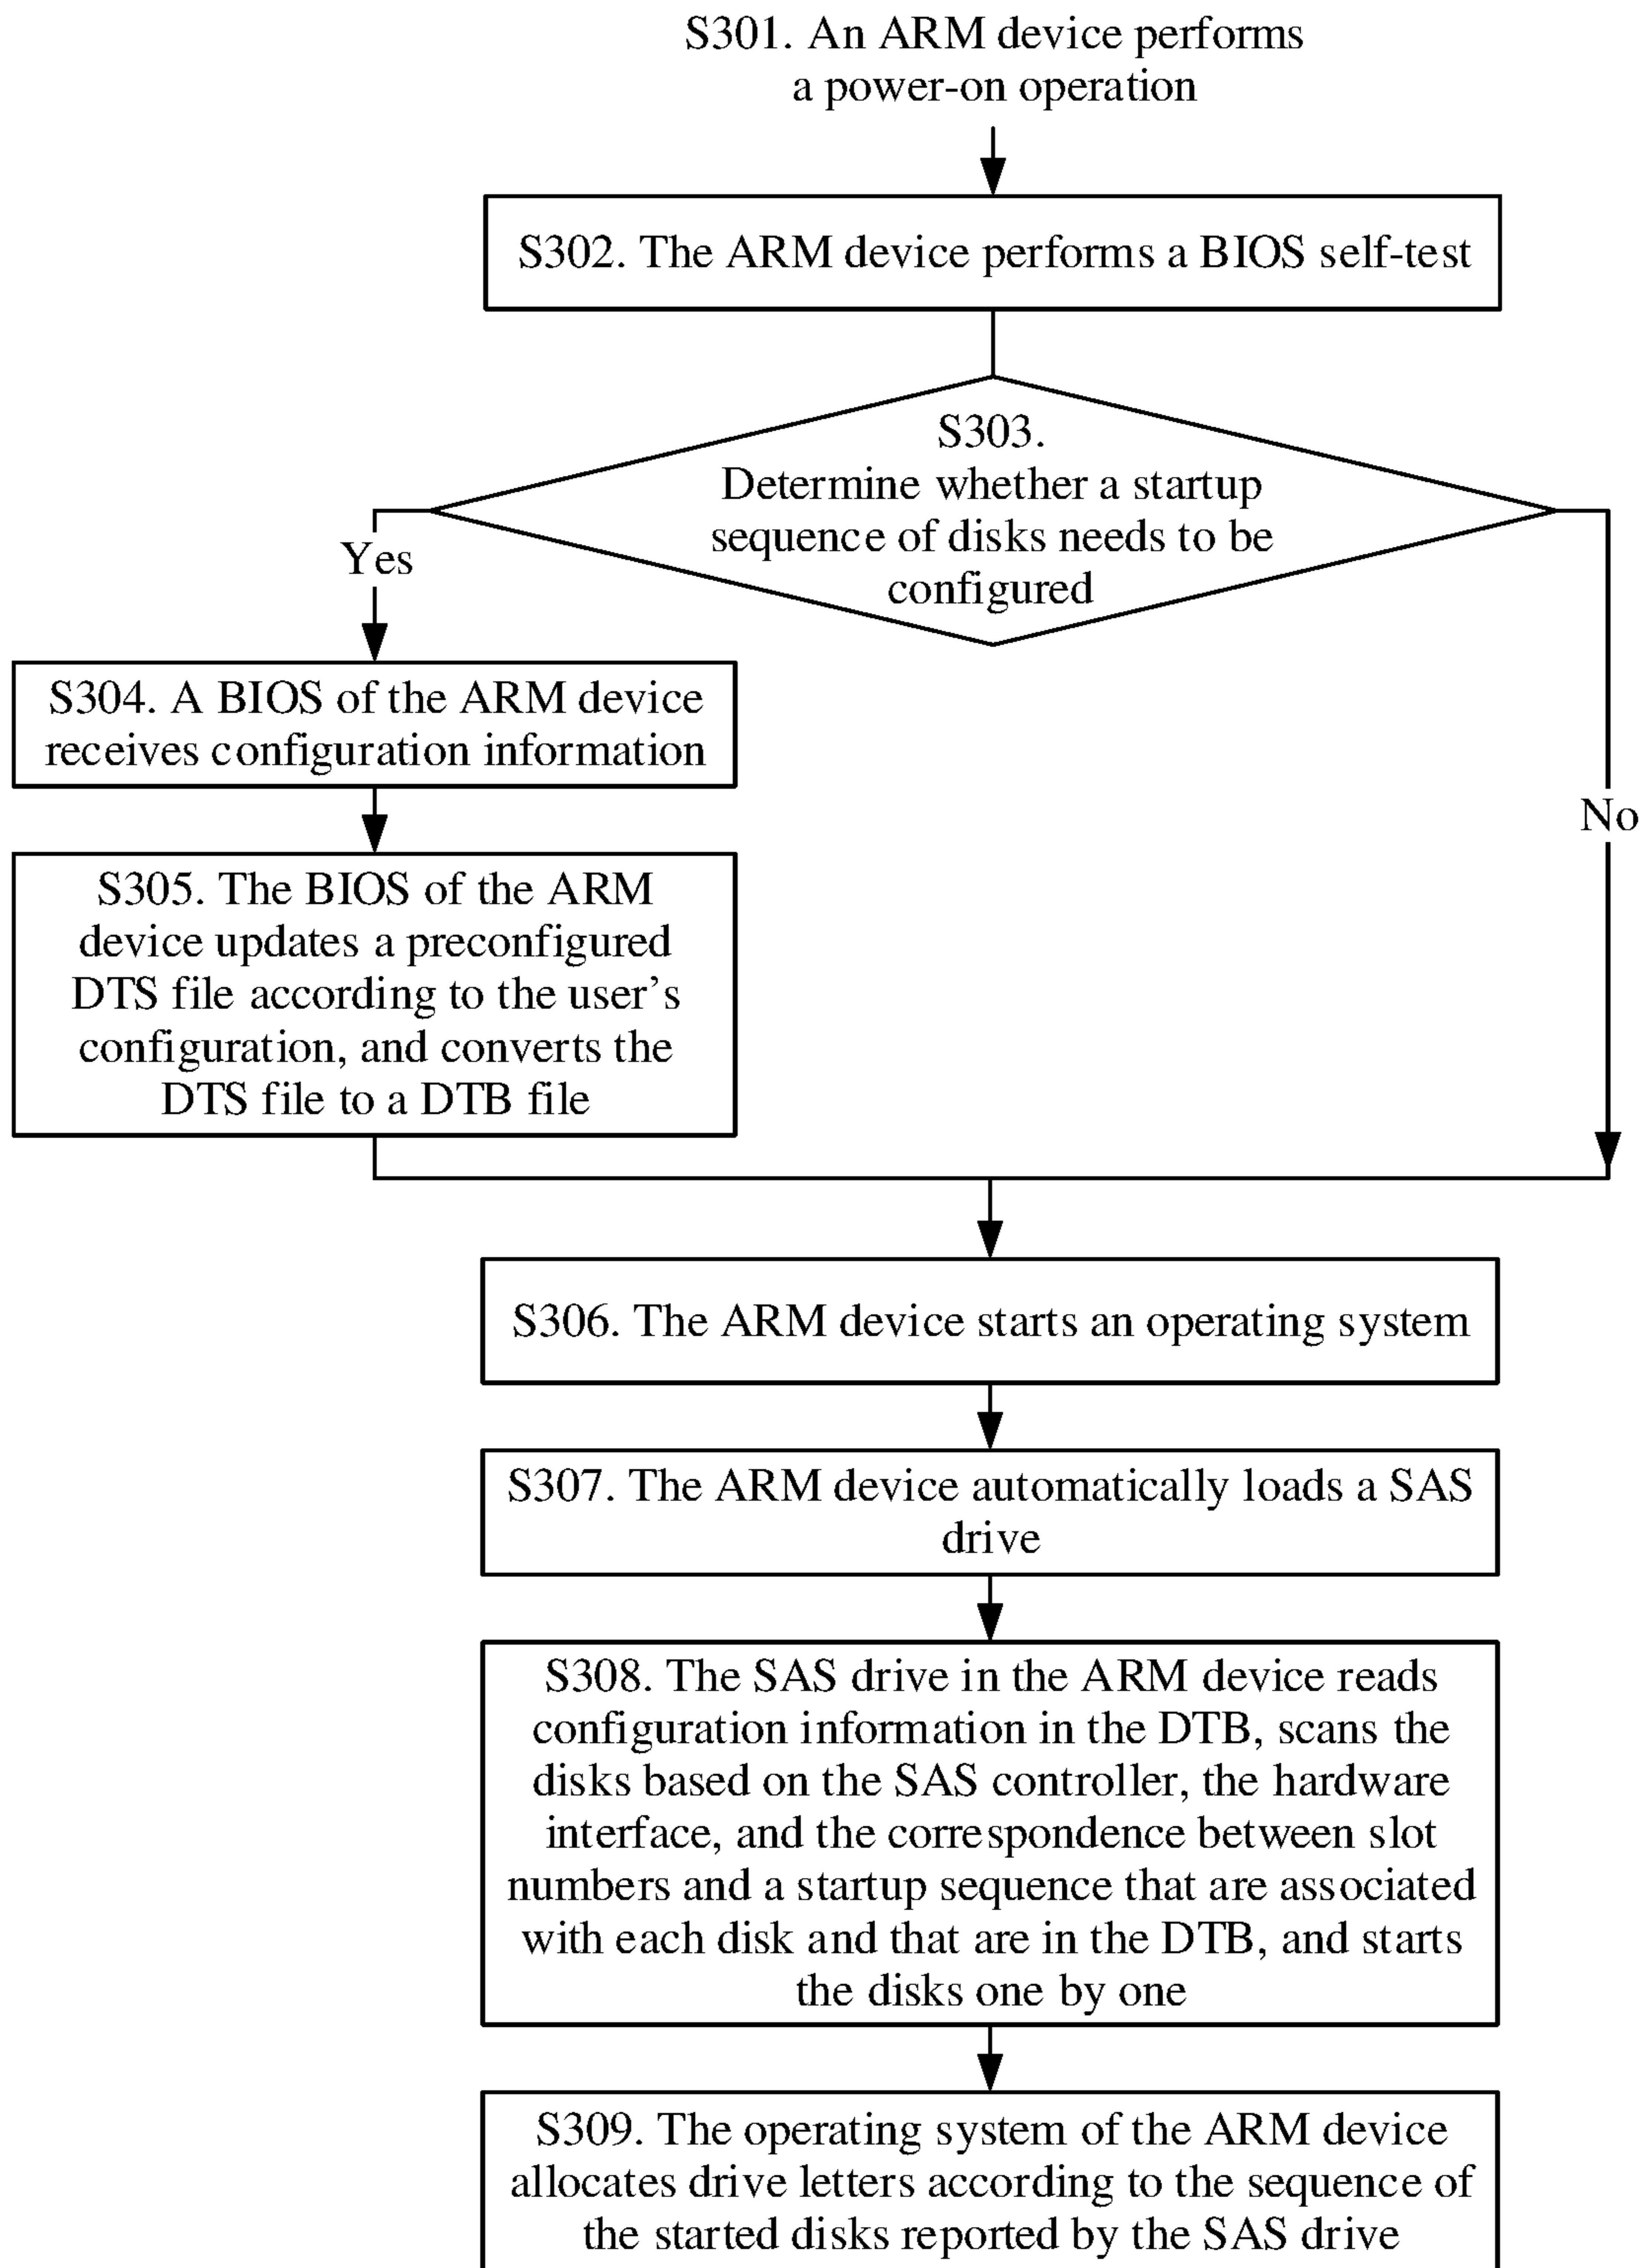 S301. An ARM device performs
a power-on operation
S302. The ARM device performs a BIOS self-test
S303.
Determine whether a startup
sequence of disks needs to be
configured
Yes
No
S304. A BIOS of the ARM device
receives configuration information
S305. The BIOS of the ARM
device updates a preconfigured
DTS file according to the user’s
configuration, and converts the
DTS file to a DTB file
S306. The ARM device starts an operating system
S307. The ARM device automatically loads a SAS
drive
S308. The SAS drive in the ARM device reads
configuration information in the DTB, scans the
disks based on the SAS controller, the hardware
interface, and the correspondence between slot
numbers and a startup sequence that are associated
with each disk and that are in the DTB, and starts
the disks one by one
S309. The operating system of the ARM device
allocates drive letters according to the sequence of
the started disks reported by the SAS drive